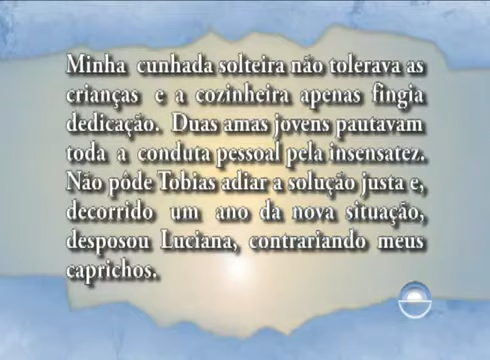 Minha cunhada solteira não tolerava as
crianças e a cozinheira apenas fingia
dedicação. Duas amas jovens pautavam
toda a conduta pessoal pela insensatez.
Não pôde Tobias adiar a solução justa e,
decorrido um ano da nova situação,
desposou Luciana, contrariando meus
caprichos.